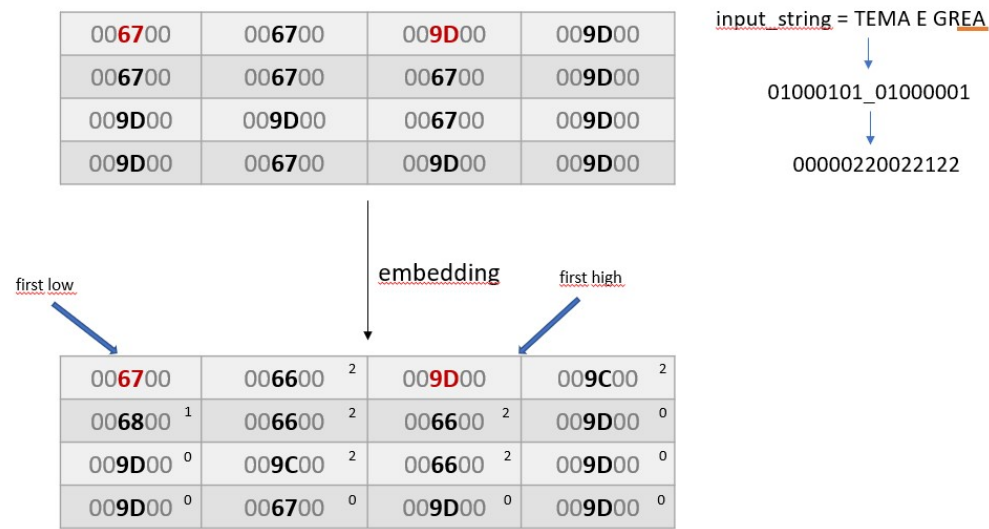 006700 006700 009D00 009D00
006700 006700 006700 009D00
009D00 009D00 006700 009D00
009D00 006700 009D00 009D00
input_string = TEMA E GREA
01000101_01000001
00000220022122
embedding
first low
first high
006700 006600 2 009D00 009C00 2
006800 1 006600 2 006600 2 009D00 0
009D00 0 009C00 2 006600 2 009D00 0
009D00 0 006700 0 009D00 0 009D00 0